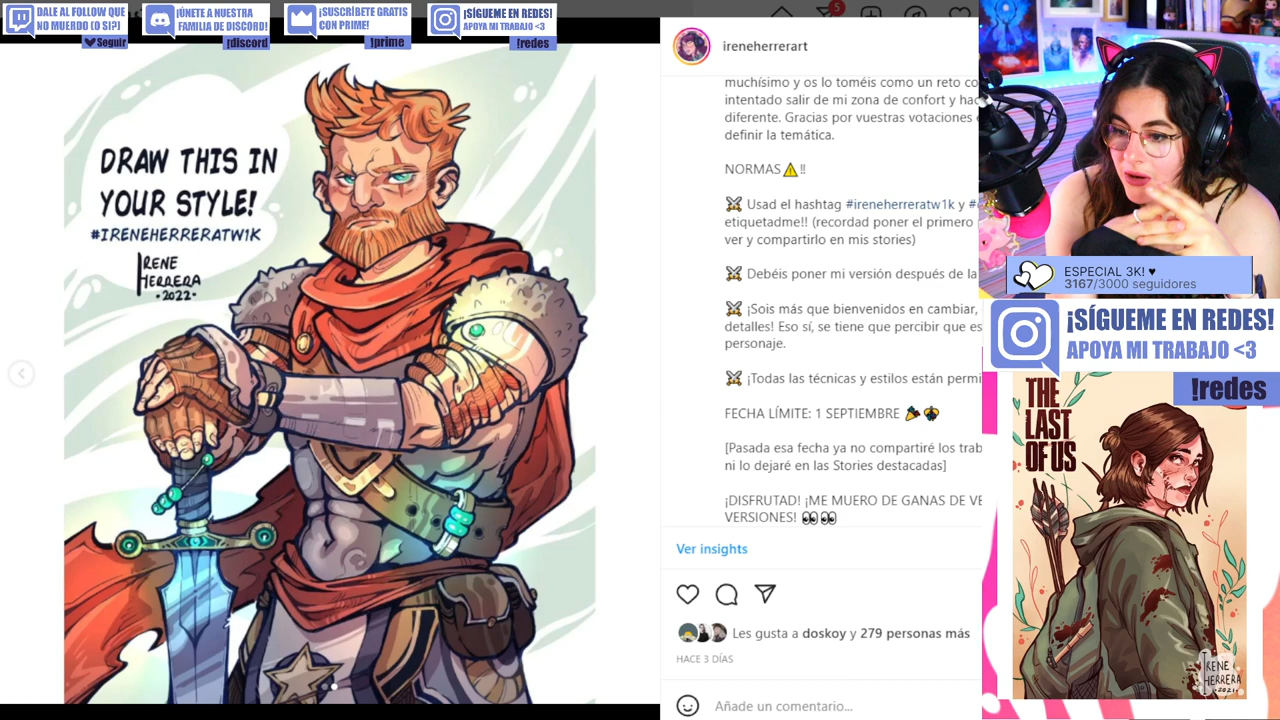 DALE AL FOLLOW QUE
NO MUERDO (O SI?)
Seguir
¡ÚNETE A NUESTRA
FAMILIA DE DISCORD!
!discord
¡SUSCRÍBETE GRATIS
CON PRIME!
!prime
¡SÍGUEME EN REDES!
APOYA MI TRABAJO <3
!redes
5
DRAW THIS IN
YOUR STYLE!
#IRENEHERRERATW1K
IRENE
HERRERA
·2022·
ireneherrerart
muchísimo y os lo toméis como un reto co
intentado salir de mi zona de confort y hac
diferente. Gracias por vuestras votaciones
definir la temática.
NORMAS⚠️‼
⚔️ Usad el hashtag #ireneherreratw1k y #
etiquetadme!! (recordad poner el primero
ver y compartirlo en mis stories)
⚔️ Debéis poner mi versión después de la
⚔️ ¡Sois más que bienvenidos en cambiar,
detalles! Eso sí, se tiene que percibir que es
personaje.
⚔️ ¡Todas las técnicas y estilos están permi
FECHA LÍMITE: 1 SEPTIEMBRE
[Pasada esa fecha ya no compartiré los trab
ni lo dejaré en las Stories destacadas]
¡DISFRUTAD! ¡ME MUERO DE GANAS DE VE
VERSIONES! 👀👀
Ver insights
Les gusta a doskoy y 279 personas más
HACE 3 DÍAS
Añade un comentario...
ESPECIAL 3K! ♥
3167/3000 seguidores
¡SÍGUEME EN REDES!
APOYA MI TRABAJO <3
!redes
THE
LAST
OF US
IRENE
HERRERA
·2021·